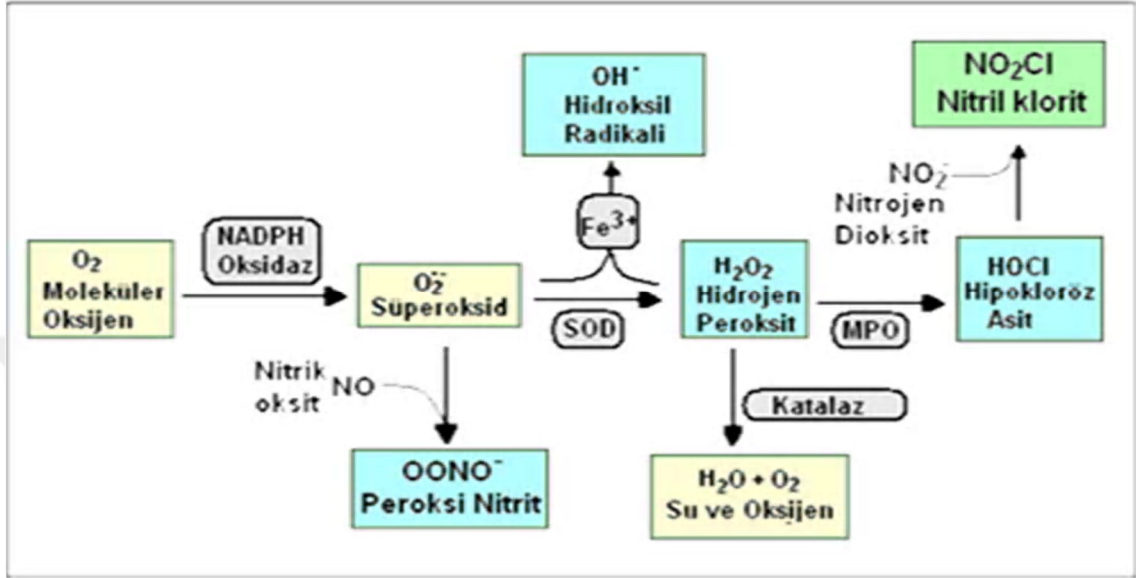 OH⁻
Hidroksil
Radikali
NO₂Cl
Nitril klorit
NO₂⁻
Nitrojen
Dioksit
Fe³⁺
NADPH
Oksidaz
O₂
Moleküler
Oksijen
O₂⁻·
Süperoksid
SOD
H₂O₂
Hidrojen
Peroksit
MPO
HOCl
Hipokloröz
Asit
Nitrik
oksit
NO
Katalaz
OONO⁻
Peroksi Nitrit
H₂O + O₂
Su ve Oksijen